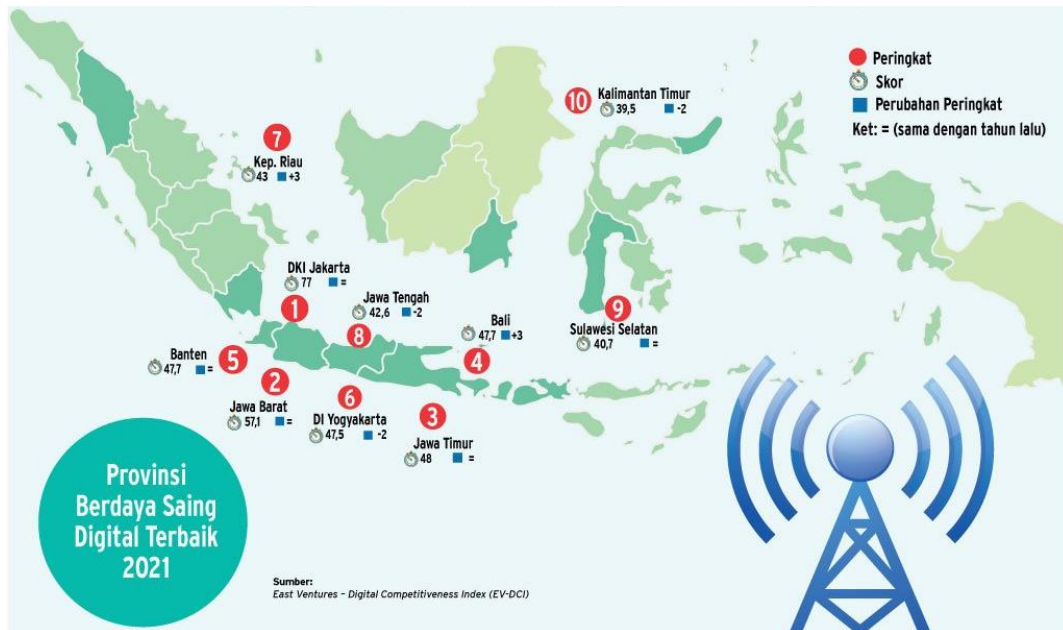 Peringkat
Skor
Perubahan Peringkat
Ket: = (sama dengan tahun lalu)
10
Kalimantan Timur
39,5 -2
7
Kep. Riau
43 +3
DKI Jakarta
77 =
1
Jawa Tengah
42,6 -2
8
Bali
47,7 +3
4
9
Sulawesi Selatan
40,7 =
Banten
47,7 =
5
2
Jawa Barat
57,1 =
6
DI Yogyakarta
47,5 -2
3
Jawa Timur
48 =
Provinsi
Berdaya Saing
Digital Terbaik
2021
Sumber:
East Ventures – Digital Competitiveness Index (EV-DCI)